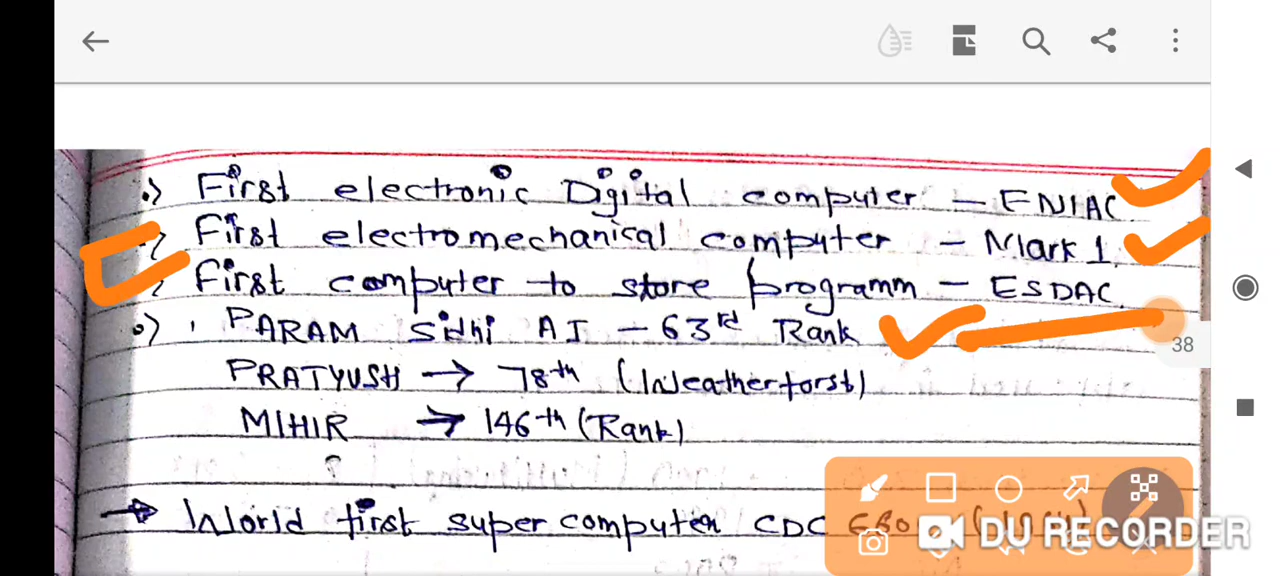 First electronic Digital computer - ENIAC
First electromechanical computer - Mark 1.
First computer to store programm - ESDAC.
PARAM Sidhi AI - 63rd Rank
38
PRATYUSH → 78th (Weatherforst)
MIHIR → 146th (Rank)
→ World first super computer CDC
DU RECORDER